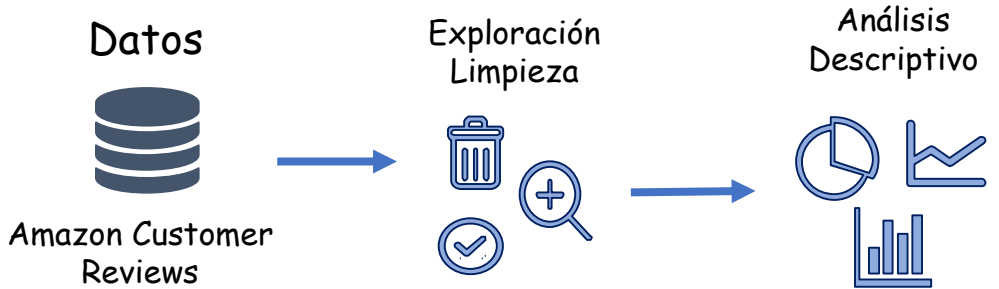 Datos
Amazon Customer
Reviews
Exploración
Limpieza
Análisis
Descriptivo